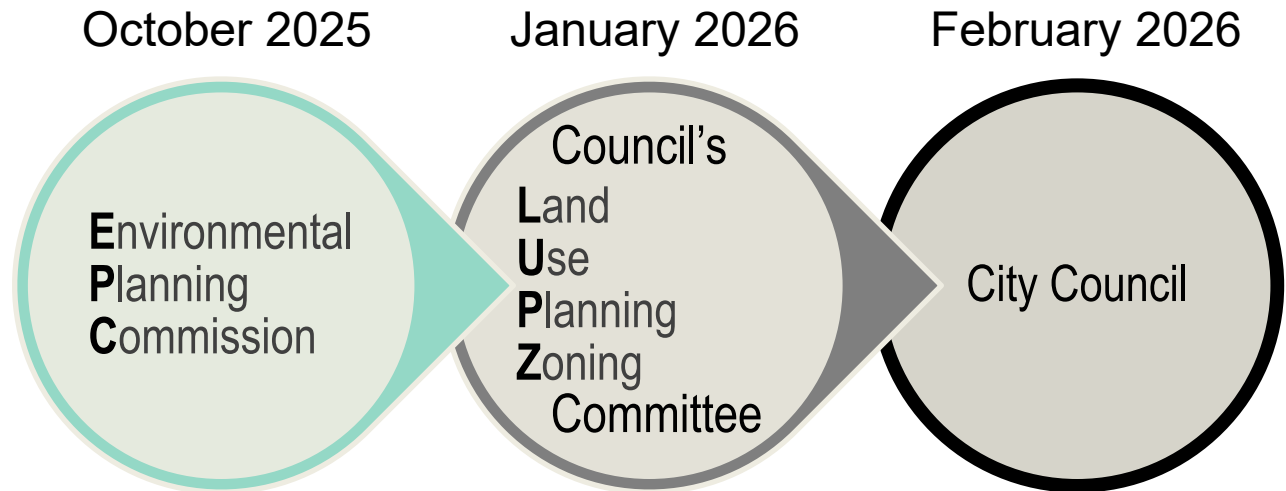 October 2025
January 2026
February 2026
Environmental
Planning
Commission
Council’s
Land
Use
Planning
Zoning
Committee
City Council